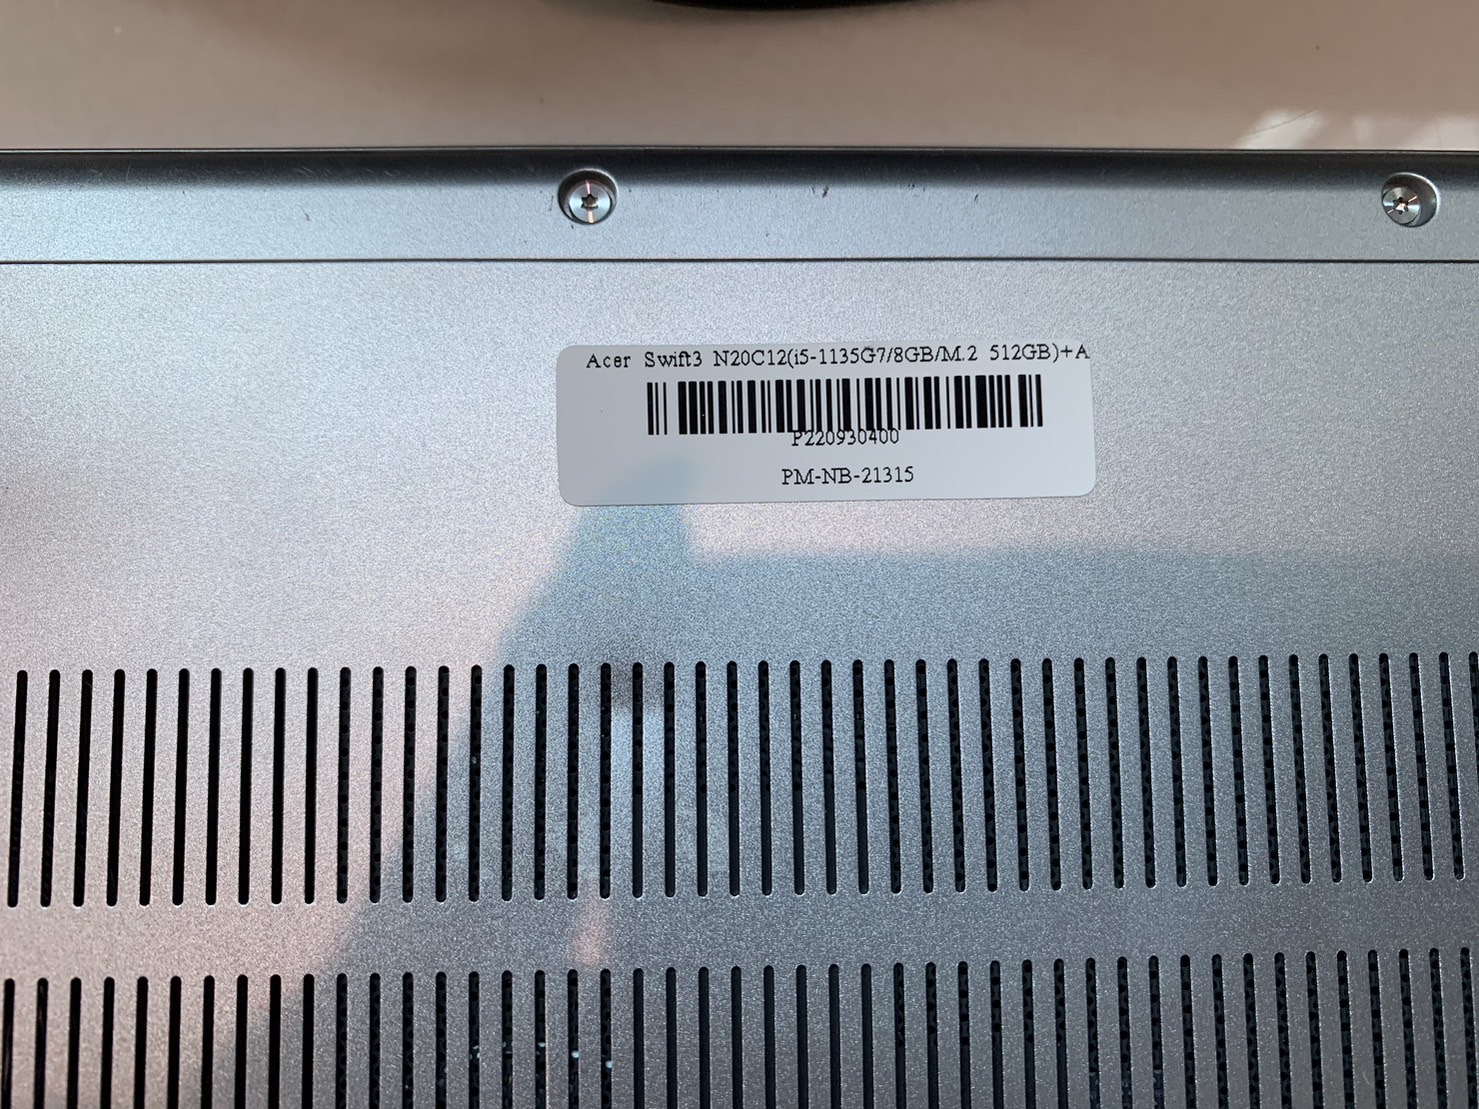 Acer Swift3 N20C12(i5-1135G7/8GB/M.2 512GB)+A
P220930400
PM-NB-21315